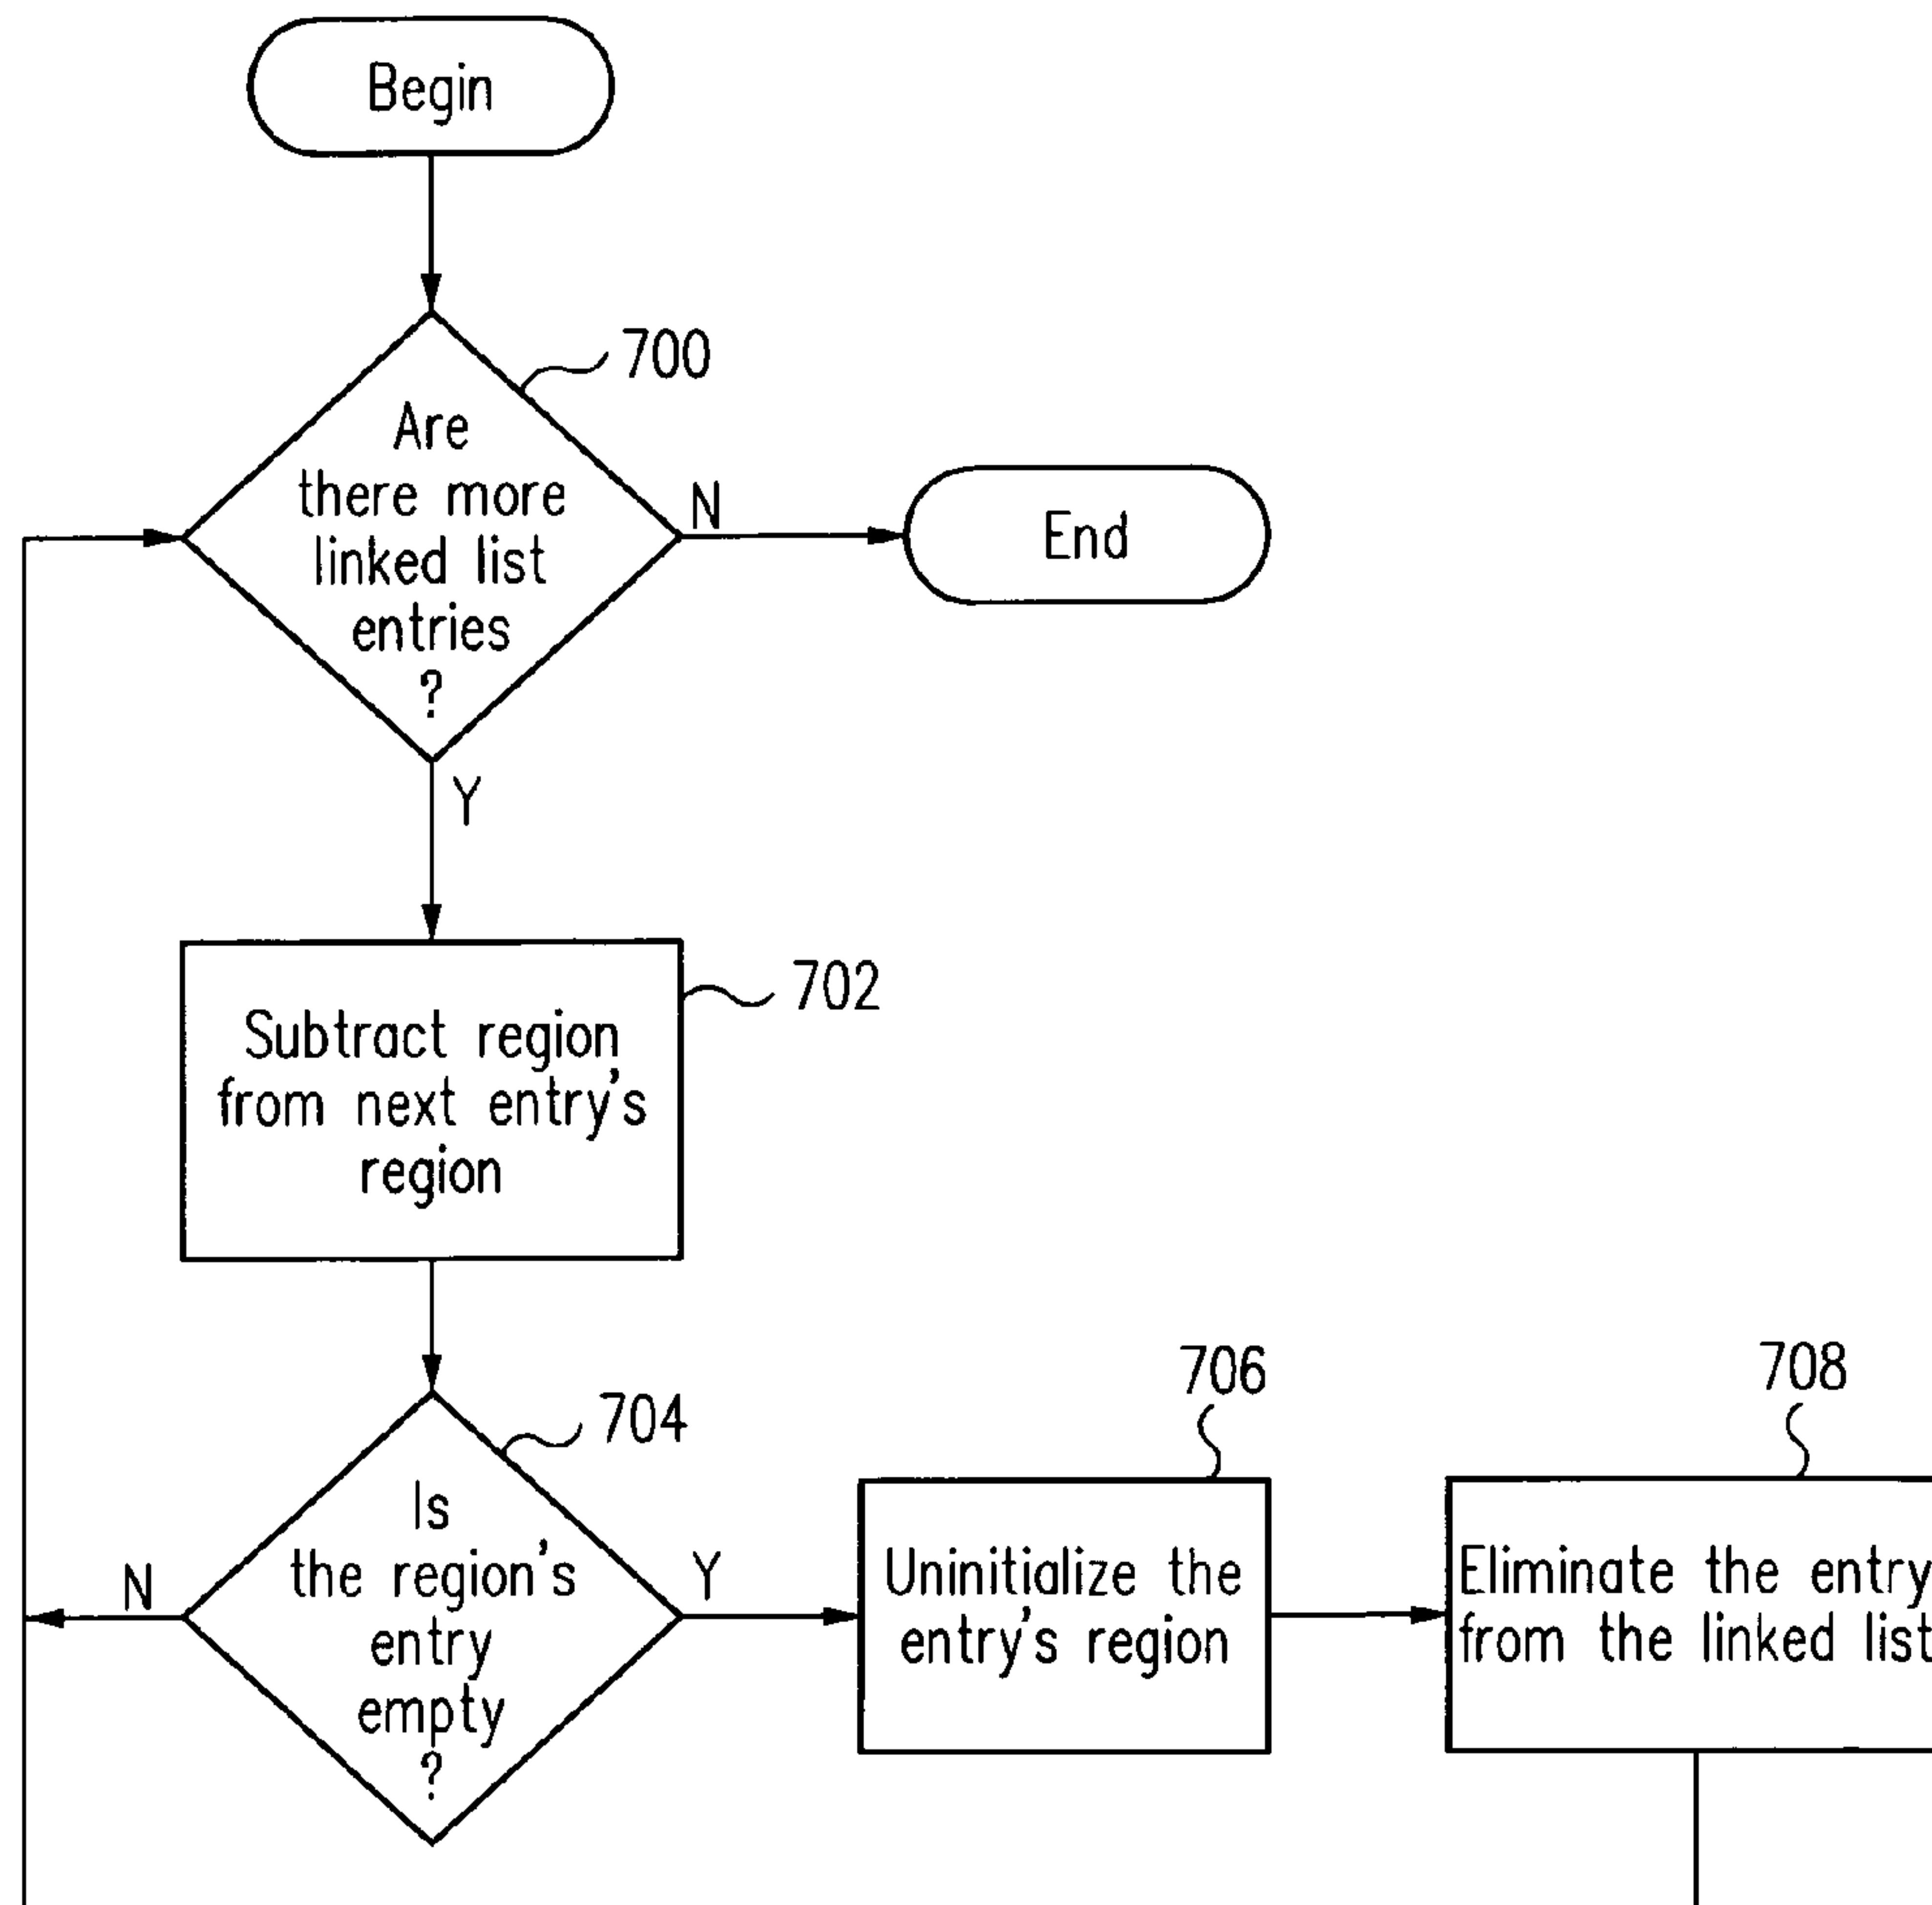 Begin
700
Are
there more
linked list
entries
?
N
End
Y
702
Subtract region
from next entry's
region
704
Is
the region's
entry
empty
?
N
Y
706
Uninitialize the
entry's region
708
Eliminate the entry
from the linked list